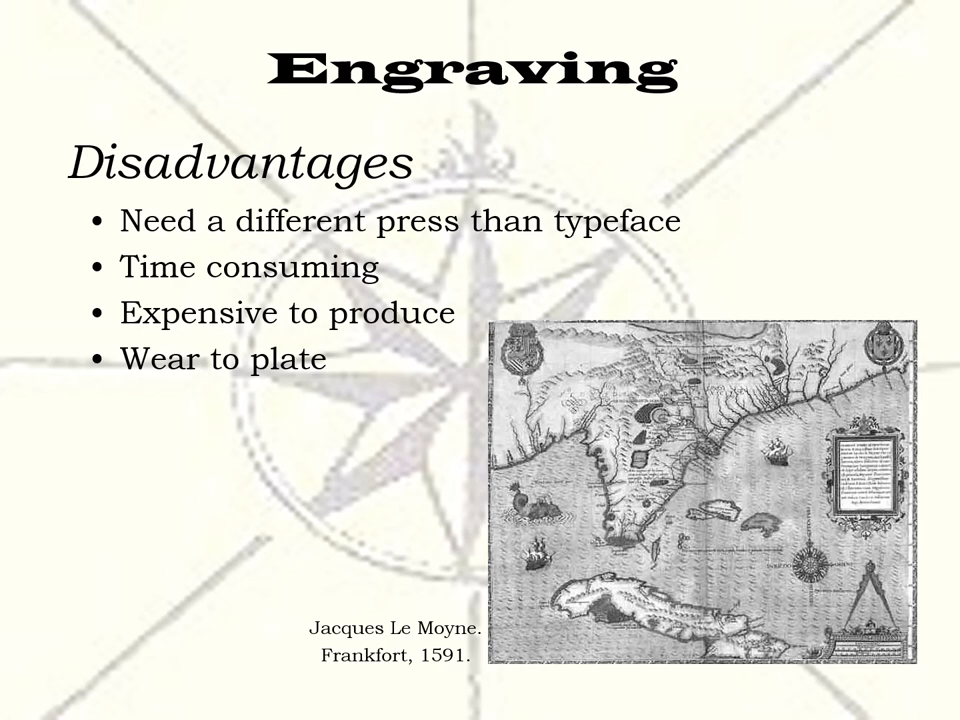 Engraving
Disadvantages
• Need a different press than typeface
• Time consuming
• Expensive to produce
• Wear to plate
Jacques Le Moyne.
Frankfort, 1591.